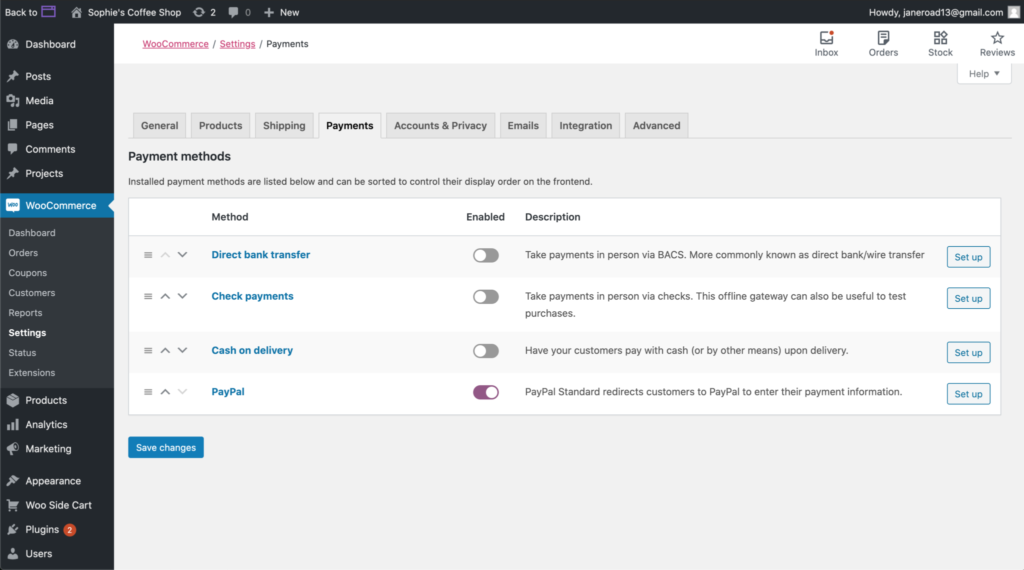 Back to Sophie's Coffee Shop 2 0 New Howdy, janeroad13@gmail.com
Dashboard
Posts
Media
Pages
Comments
Projects
WooCommerce
Dashboard
Orders
Coupons
Customers
Reports
Settings
Status
Extensions
Products
Analytics
Marketing
Appearance
Woo Side Cart
Plugins 2
Users
WooCommerce / Settings / Payments
Inbox Orders Stock Reviews
Help
General Products Shipping Payments Accounts & Privacy Emails Integration Advanced
Payment methods
Installed payment methods are listed below and can be sorted to control their display order on the frontend.
Method Enabled Description
Direct bank transfer Take payments in person via BACS. More commonly known as direct bank/wire transfer Set up
Check payments Take payments in person via checks. This offline gateway can also be useful to test Set up
purchases.
Cash on delivery Have your customers pay with cash (or by other means) upon delivery. Set up
PayPal PayPal Standard redirects customers to PayPal to enter their payment information. Set up
Save changes